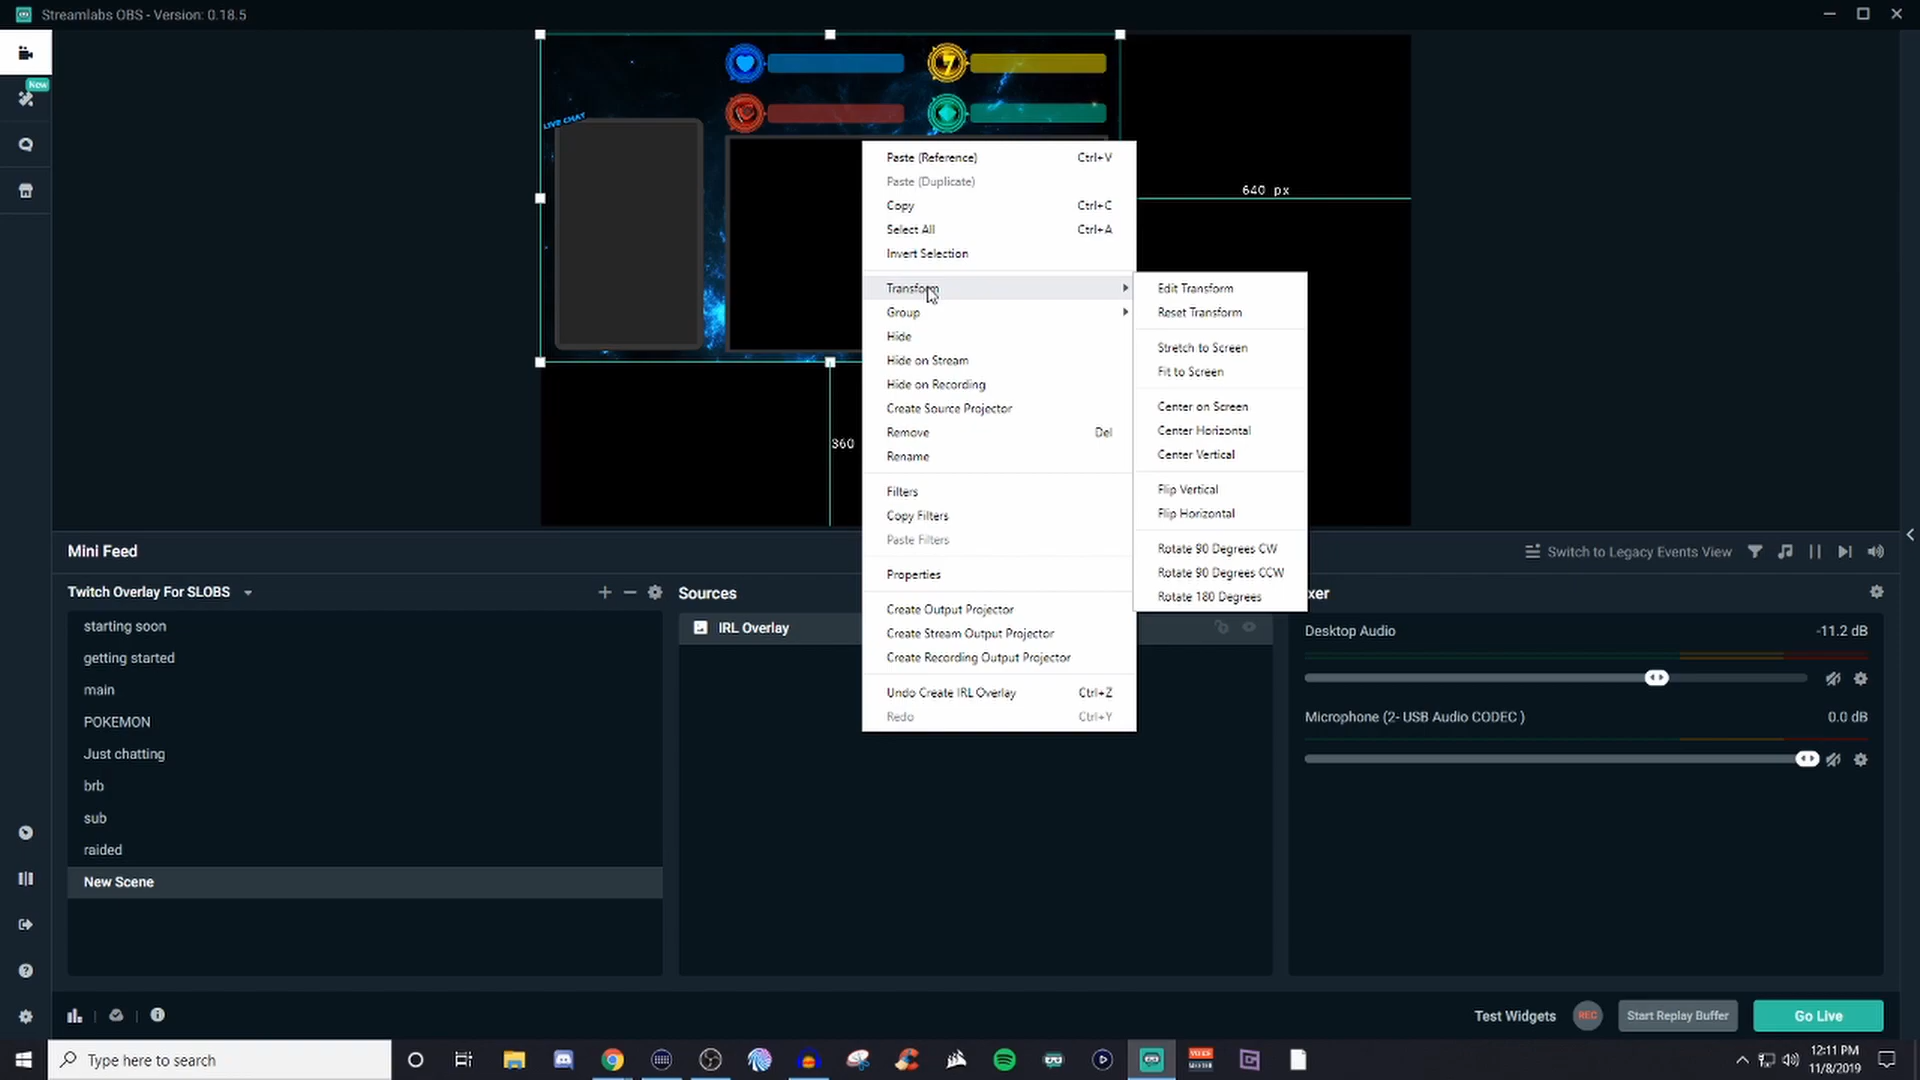 Streamlabs OBS - Version: 0.18.5
New
LIVE CHAT
7
640 px
360
Paste (Reference) Ctrl+V
Paste (Duplicate)
Copy Ctrl+C
Select All Ctrl+A
Invert Selection
Transform
Group
Hide
Hide on Stream
Hide on Recording
Create Source Projector
Remove Del
Rename
Filters
Copy Filters
Paste Filters
Properties
Create Output Projector
Create Stream Output Projector
Create Recording Output Projector
Undo Create IRL Overlay Ctrl+Z
Redo Ctrl+Y
Edit Transform
Reset Transform
Stretch to Screen
Fit to Screen
Center on Screen
Center Horizontal
Center Vertical
Flip Vertical
Flip Horizontal
Rotate 90 Degrees CW
Rotate 90 Degrees CCW
Rotate 180 Degrees
Mini Feed
Switch to Legacy Events View
Twitch Overlay For SLOBS
starting soon
getting started
main
POKEMON
Just chatting
brb
sub
raided
New Scene
Sources
IRL Overlay
xer
Desktop Audio -11.2 dB
Microphone (2- USB Audio CODEC ) 0.0 dB
Test Widgets
REC
Start Replay Buffer
Go Live
Type here to search
12:11 PM
11/8/2019